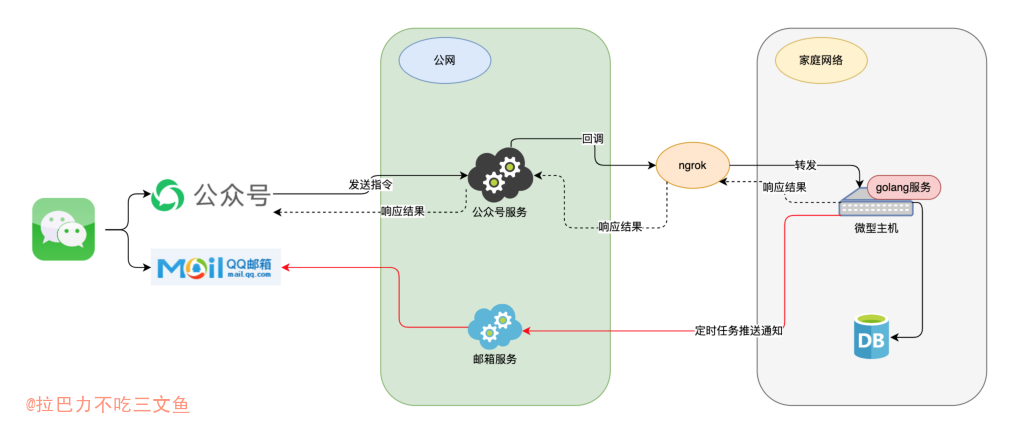 公网
家庭网络
回调
ngrok
转发
公众号
发送指令
响应结果
golang服务
响应结果
公众号服务
响应结果
微型主机
Mail QQ邮箱
mail.qq.com
定时任务推送通知
DB
邮箱服务
@拉巴力不吃三文鱼